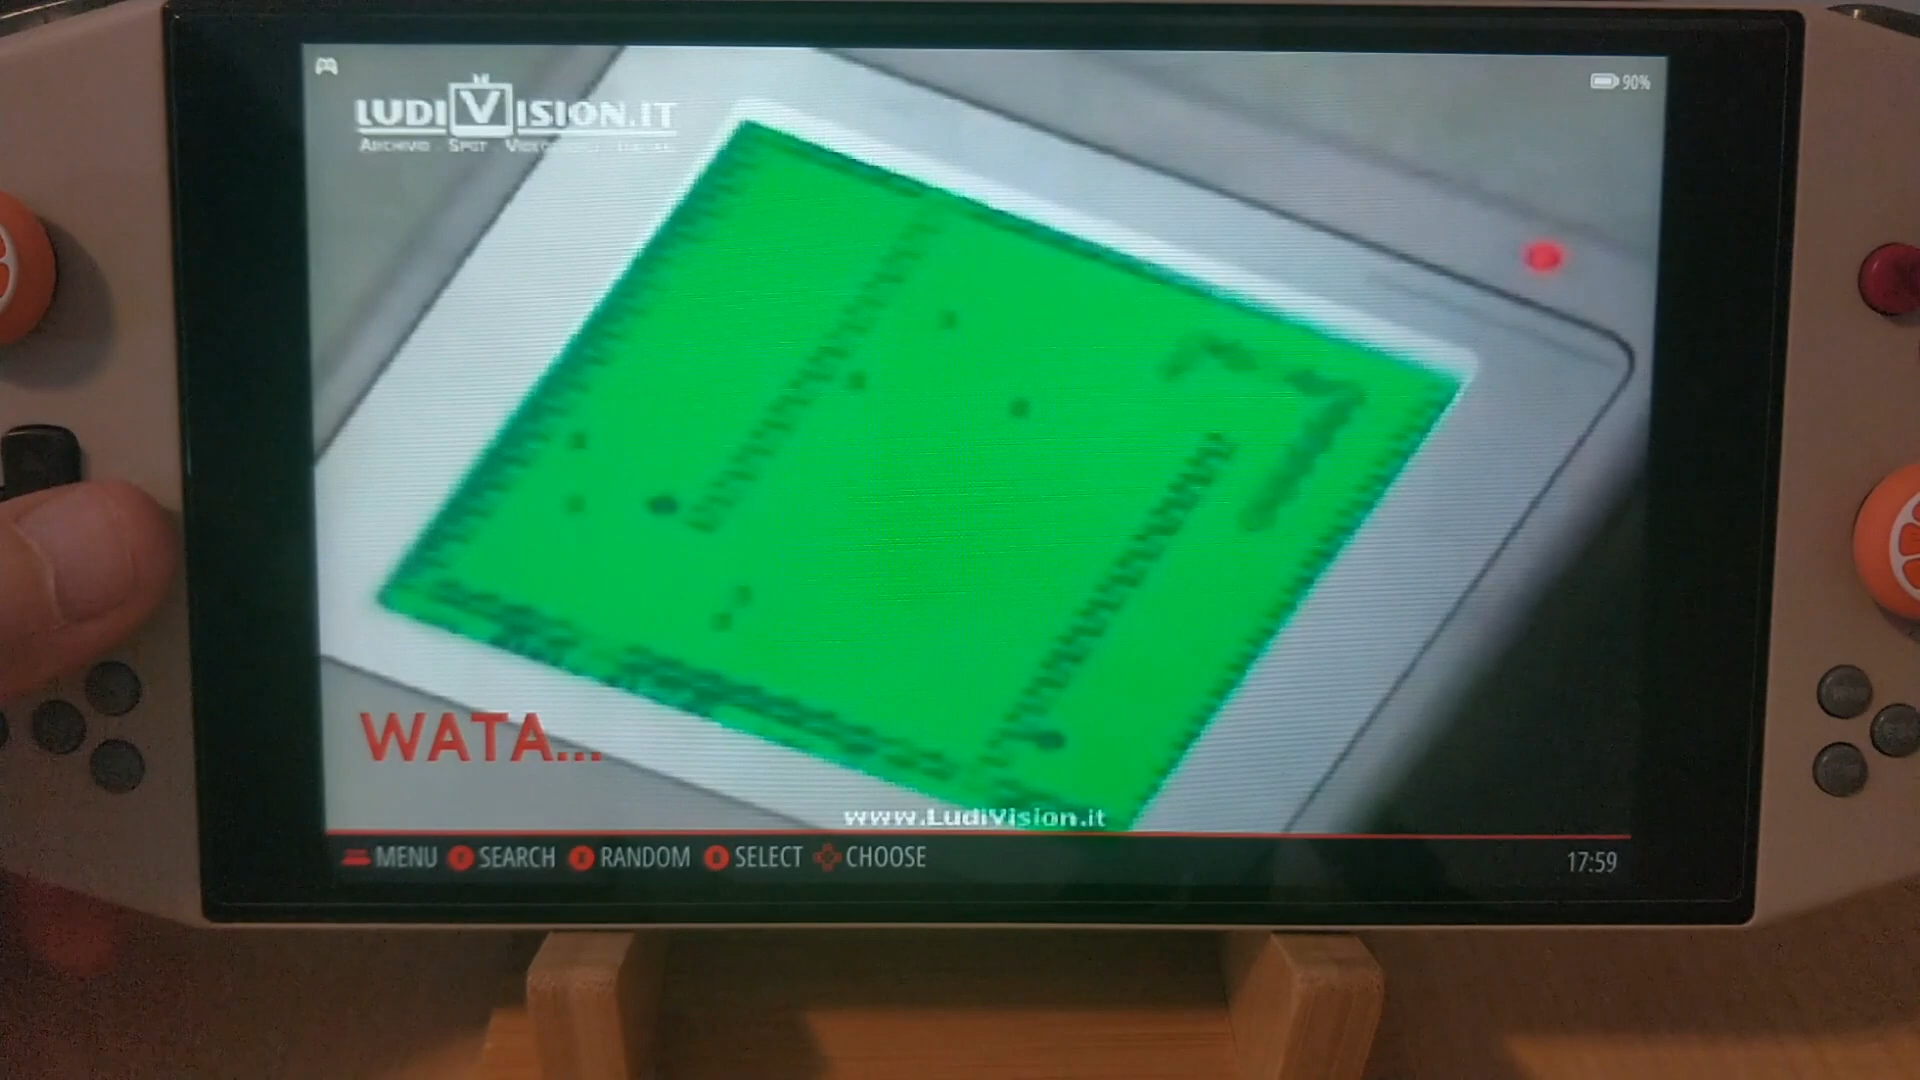 90%
LUDIVISION.IT
ARCHIVIO SPOT
WATA...
www.LudiVision.it
MENU SEARCH RANDOM SELECT CHOOSE
17:59